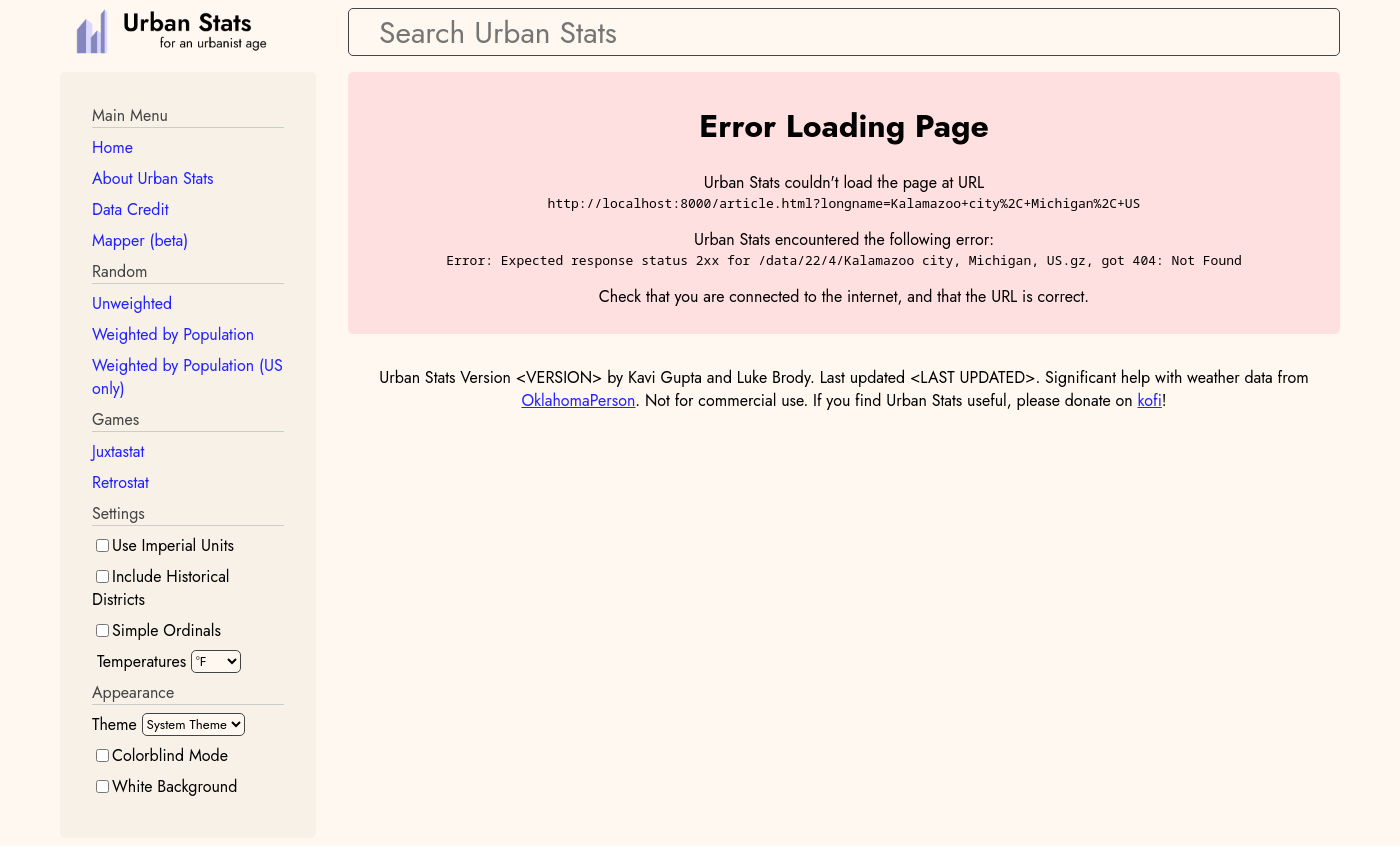 Urban Stats
for an urbanist age
Search Urban Stats
Main Menu
Home
About Urban Stats
Data Credit
Mapper (beta)
Random
Unweighted
Weighted by Population
Weighted by Population (US
only)
Games
Juxtastat
Retrostat
Settings
Use Imperial Units
Include Historical
Districts
Simple Ordinals
Temperatures °F
Appearance
Theme System Theme
Colorblind Mode
White Background
Error Loading Page
Urban Stats couldn't load the page at URL
http://localhost:8000/article.html?longname=Kalamazoo+city%2C+Michigan%2C+US
Urban Stats encountered the following error:
Error: Expected response status 2xx for /data/22/4/Kalamazoo city, Michigan, US.gz, got 404: Not Found
Check that you are connected to the internet, and that the URL is correct.
Urban Stats Version <VERSION> by Kavi Gupta and Luke Brody. Last updated <LAST UPDATED>. Significant help with weather data from
OklahomaPerson. Not for commercial use. If you find Urban Stats useful, please donate on kofi!